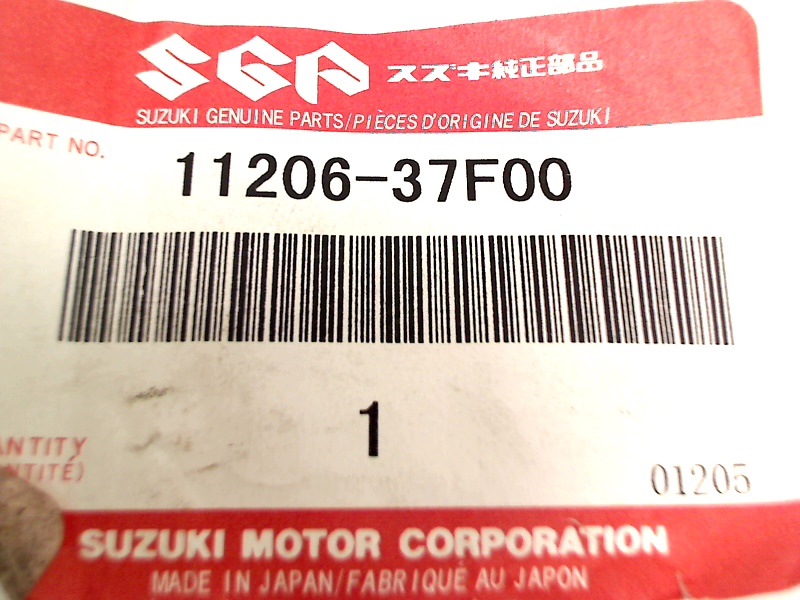 SGP スズキ純正部品
SUZUKI GENUINE PARTS/PIÈCES D'ORIGINE DE SUZUKI
PART NO.
11206-37F00
1
ANTITY
ANTITÉ)
01205
SUZUKI MOTOR CORPORATION
MADE IN JAPAN/FABRIQUÉ AU JAPON